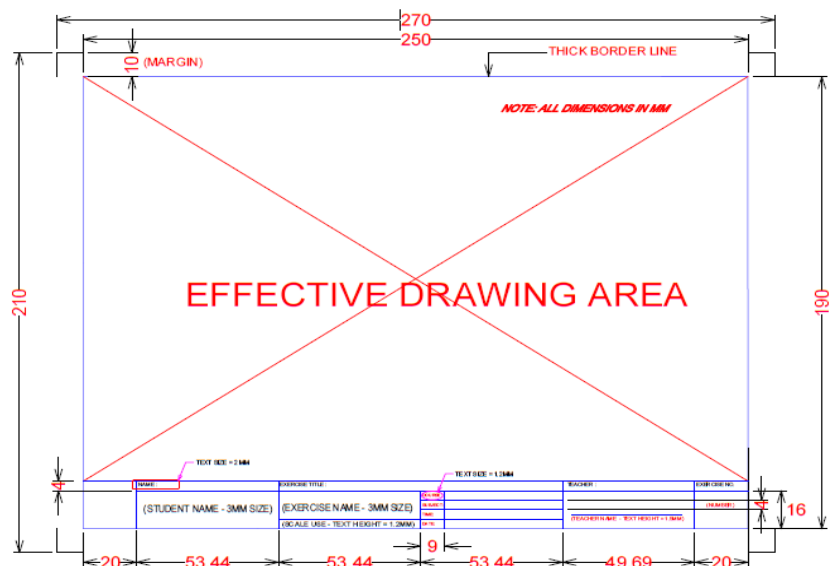 270
250
10
(MARGIN)
THICK BORDER LINE
NOTE: ALL DIMENSIONS IN MM
EFFECTIVE DRAWING AREA
210
190
TEXT SIZE = 2 MM
TEXT SIZE = 1.2MM
4
NAME :
EXERCISE TITLE :
TEACHER :
EXERCISE NO.
(STUDENT NAME - 3MM SIZE)
(EXERCISE NAME - 3MM SIZE)
(NUMBER)
4
16
(SCALE USE - TEXT HEIGHT = 1.2MM)
DATE:
(TEACHER NAME - TEXT HEIGHT = 1.8MM)
9
20
53.44
53.44
53.44
49.69
20